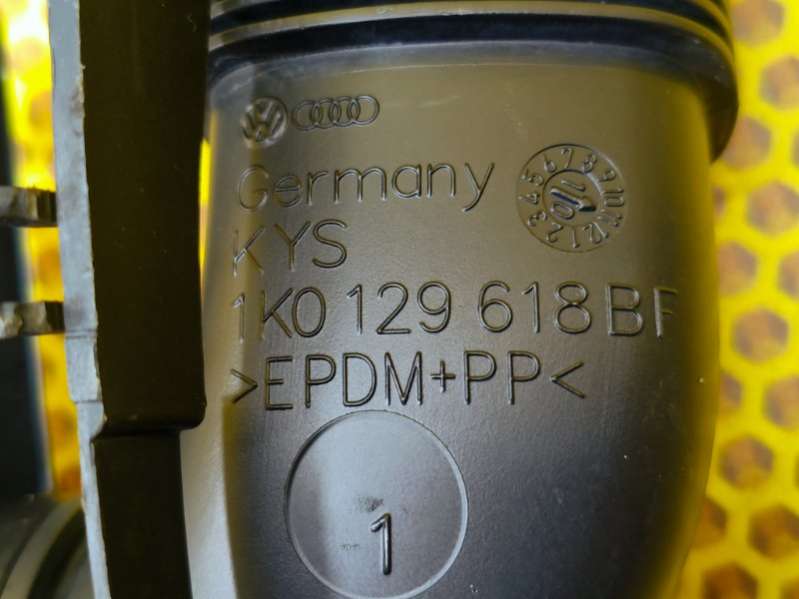 Germany
KYS
1K0 129 618 BF
>EPDM+PP<
1